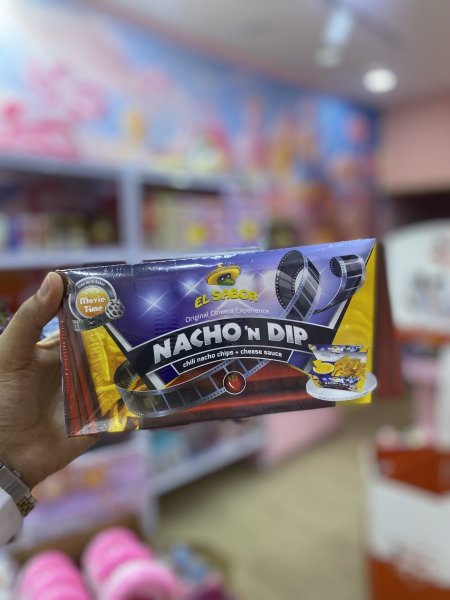 Movie
Time
EL SABOR
Original Cinema Experience
NACHO 'N DIP
chili nacho chips + cheese sauce